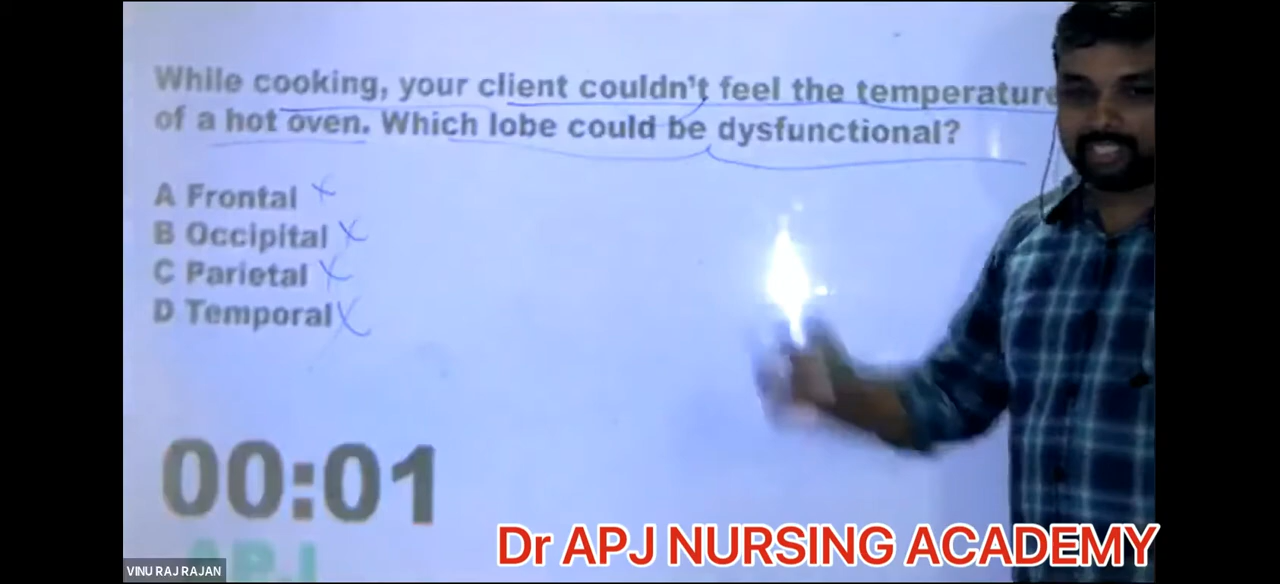 While cooking, your client couldn't feel the temperature
of a hot oven. Which lobe could be dysfunctional?
A Frontal x
B Occipital x
C Parietal x
D Temporal x
00:01
APJ
Dr APJ NURSING ACADEMY
VINU RAJ RAJAN